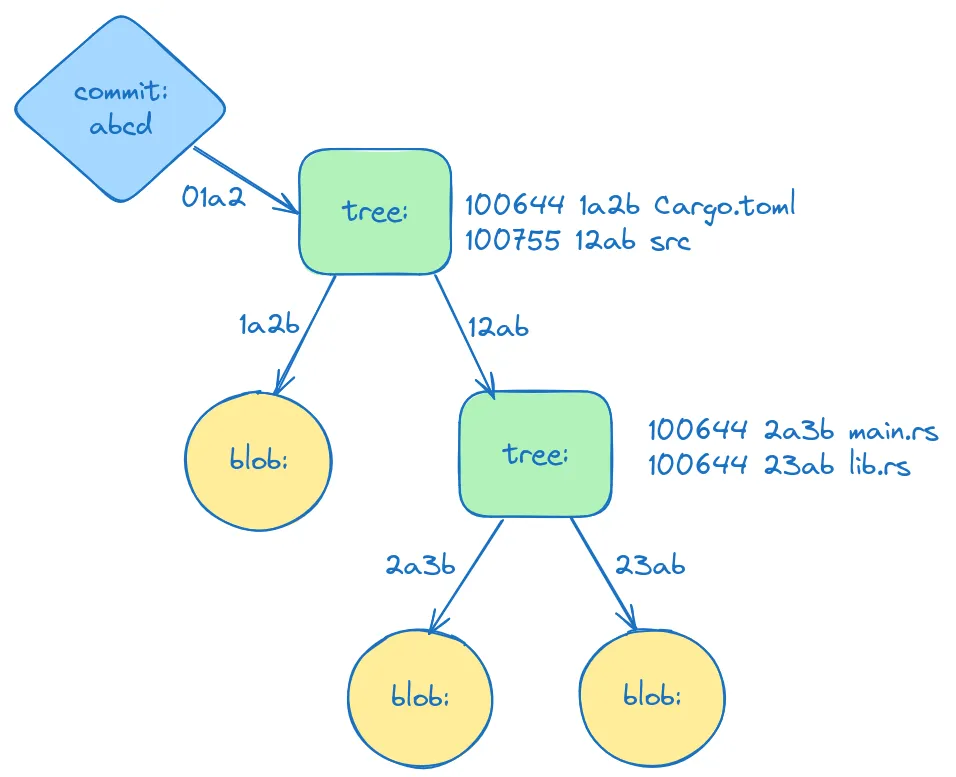 commit:
abcd
01a2
tree:
100644 1a2b Cargo.toml
100755 12ab src
1a2b
12ab
blob:
tree:
100644 2a3b main.rs
100644 23ab lib.rs
2a3b
23ab
blob:
blob: